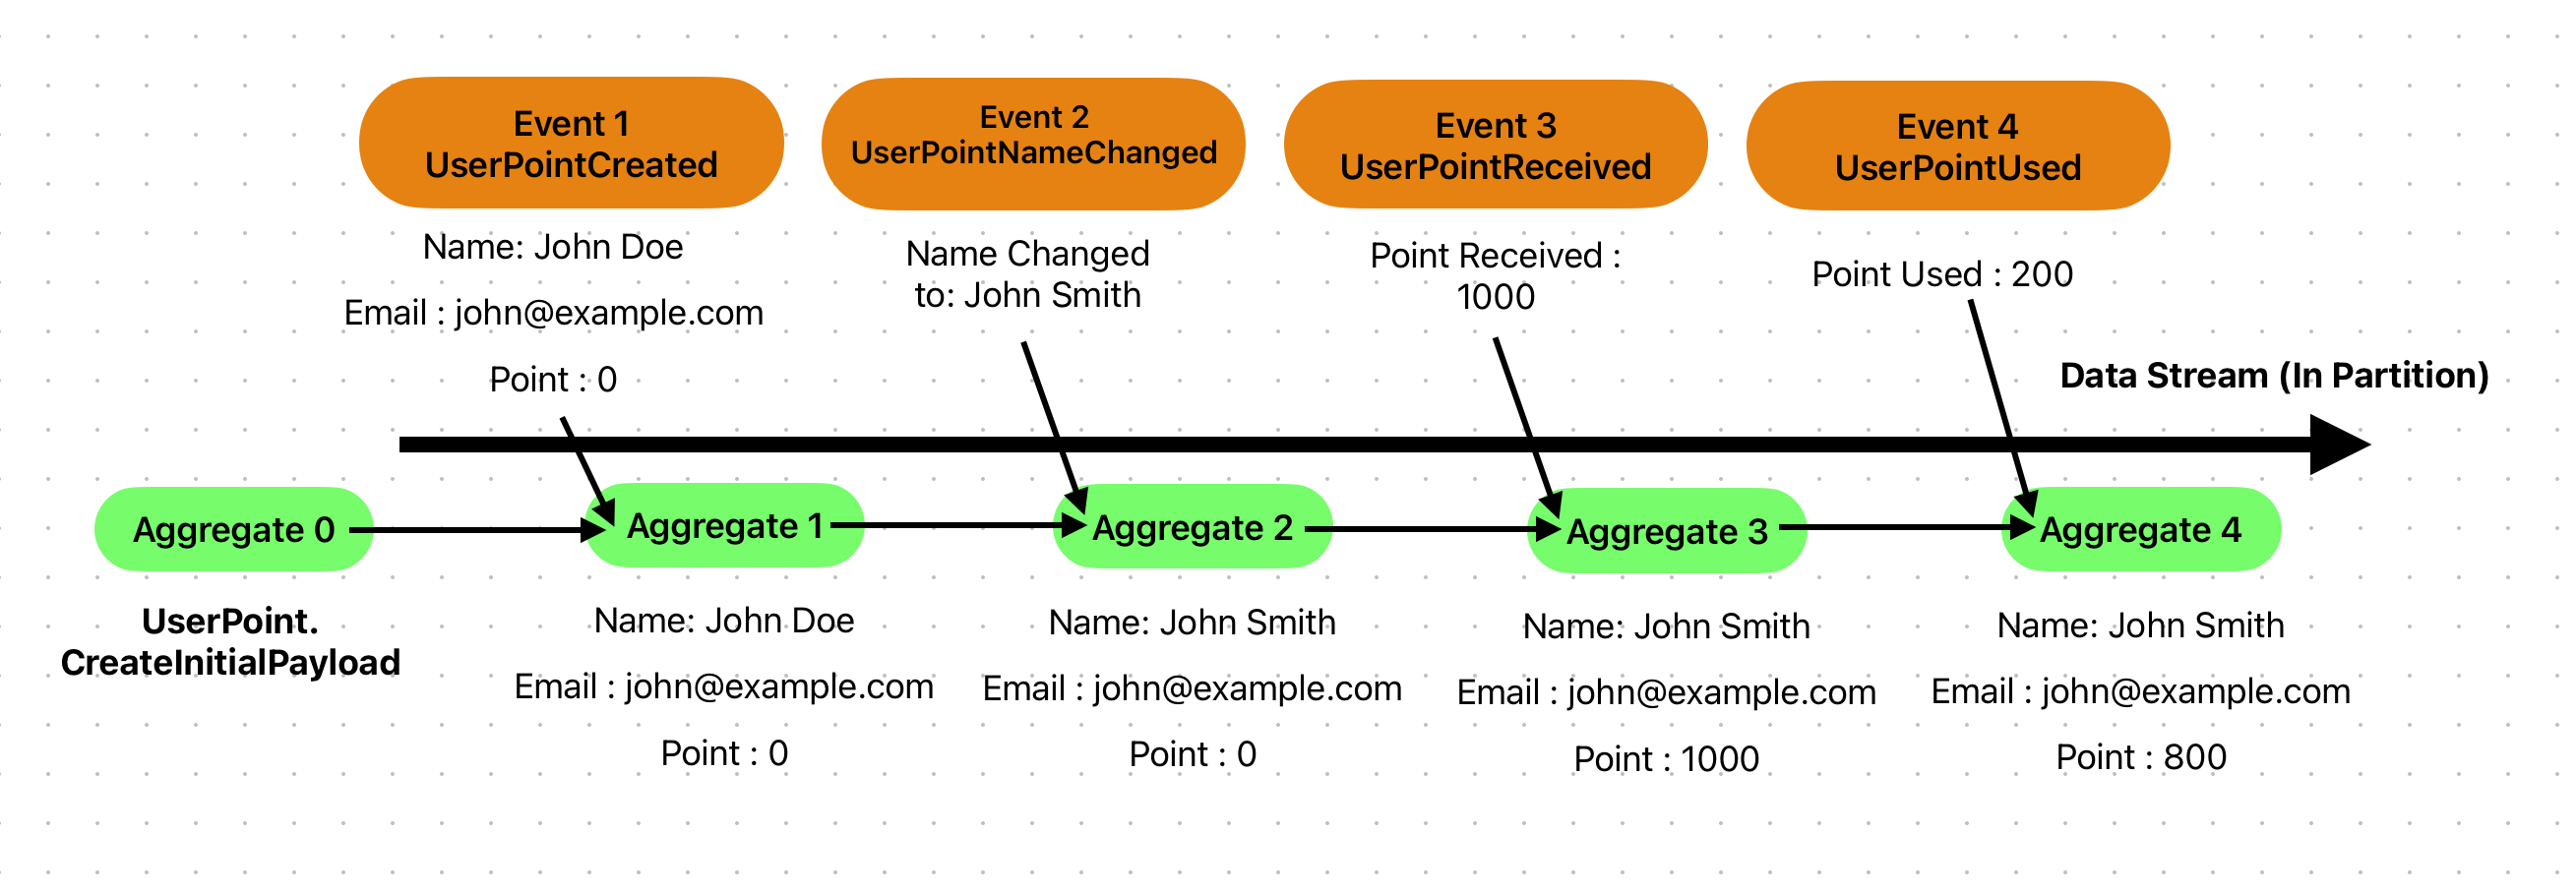 Event 1
UserPointCreated
Event 2
UserPointNameChanged
Event 3
UserPointReceived
Event 4
UserPointUsed
Name: John Doe
Email : john@example.com
Point : 0
Name Changed
to: John Smith
Point Received :
1000
Point Used : 200
Data Stream (In Partition)
Aggregate 0
Aggregate 1
Aggregate 2
Aggregate 3
Aggregate 4
UserPoint.
CreateInitialPayload
Name: John Doe
Email : john@example.com
Point : 0
Name: John Smith
Email : john@example.com
Point : 0
Name: John Smith
Email : john@example.com
Point : 1000
Name: John Smith
Email : john@example.com
Point : 800